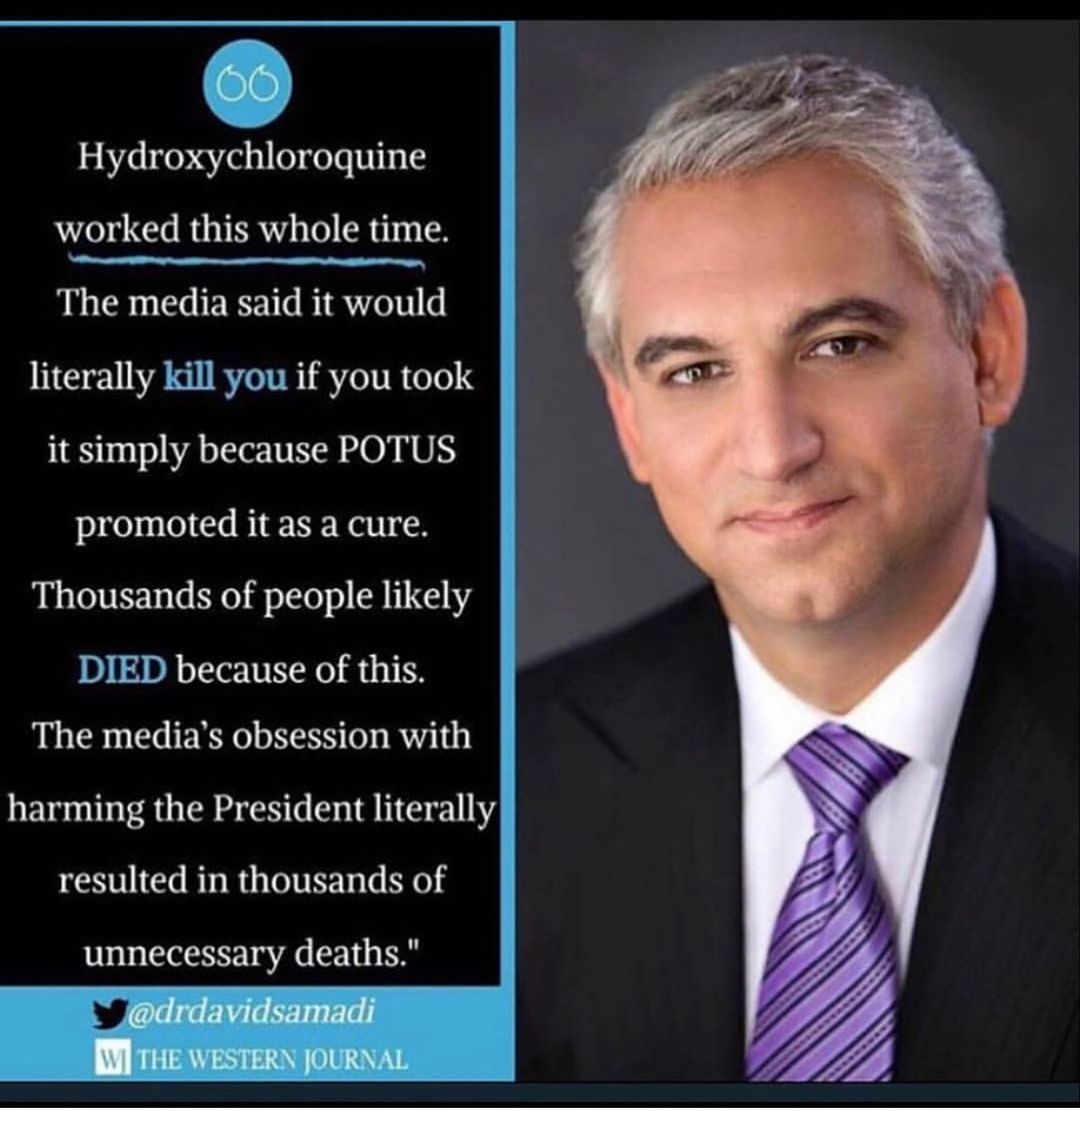 Hydroxychloroquine
worked this whole time.
The media said it would
literally kill you if you took
it simply because POTUS
promoted it as a cure.
Thousands of people likely
DIED because of this.
The media’s obsession with
harming the President literally
resulted in thousands of
unnecessary deaths."
@drdavidsamadi
WJ THE WESTERN JOURNAL